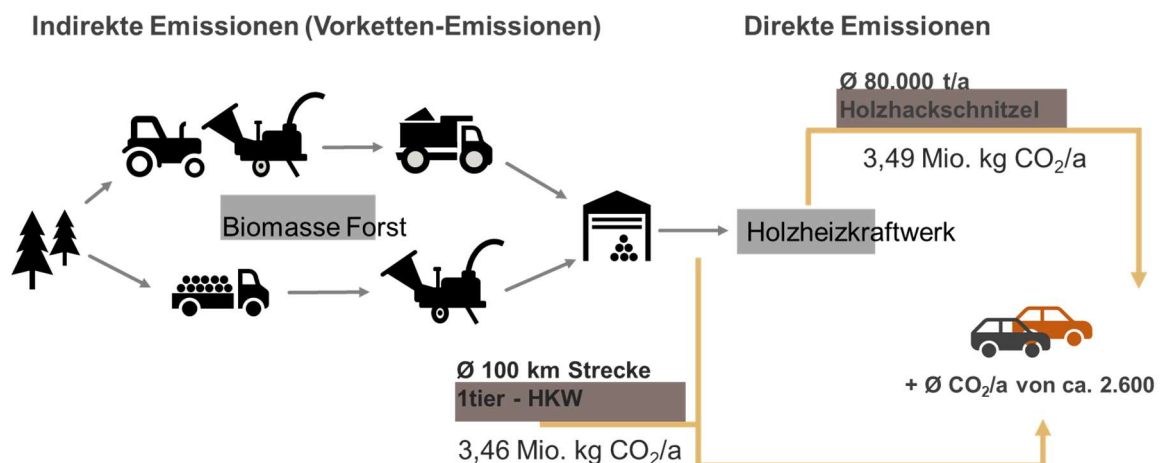 Indirekte Emissionen (Vorketten-Emissionen)
Direkte Emissionen
Ø 80.000 t/a
Holzhackschnitzel
3,49 Mio. kg CO₂/a
Biomasse Forst
Holzheizkraftwerk
Ø 100 km Strecke
1tier - HKW
3,46 Mio. kg CO₂/a
+ Ø CO₂/a von ca. 2.600